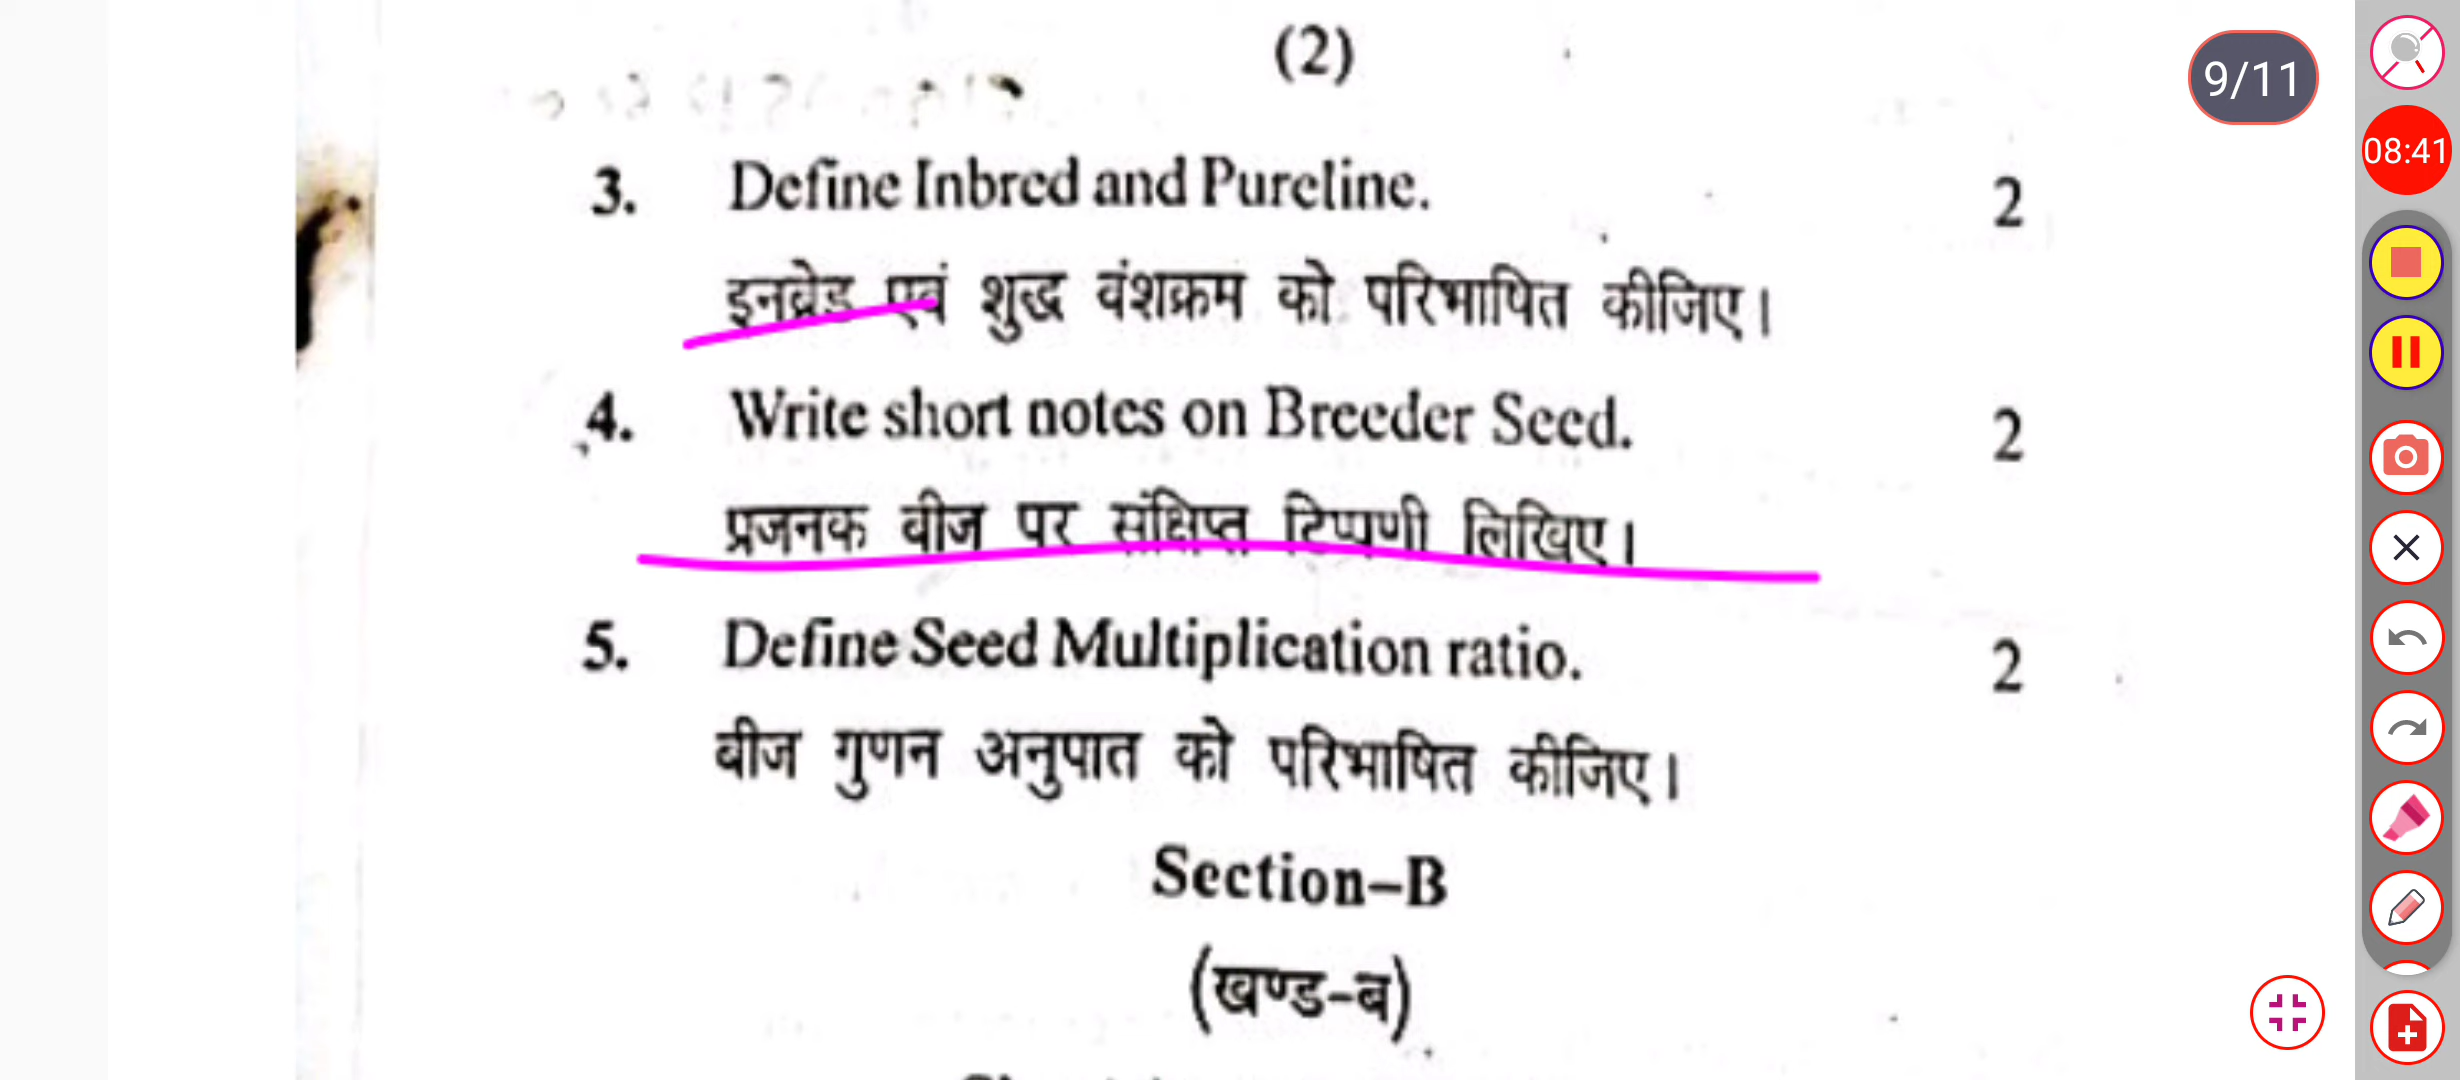 (2)
9/11
08:41
3. Define Inbred and Pureline. 2
इनब्रेड एवं शुद्ध वंशक्रम को परिभाषित कीजिए।
4. Write short notes on Breeder Seed. 2
प्रजनक बीज पर संक्षिप्त टिप्पणी लिखिए।
5. Define Seed Multiplication ratio. 2
बीज गुणन अनुपात को परिभाषित कीजिए।
Section–B
(खण्ड-ब)